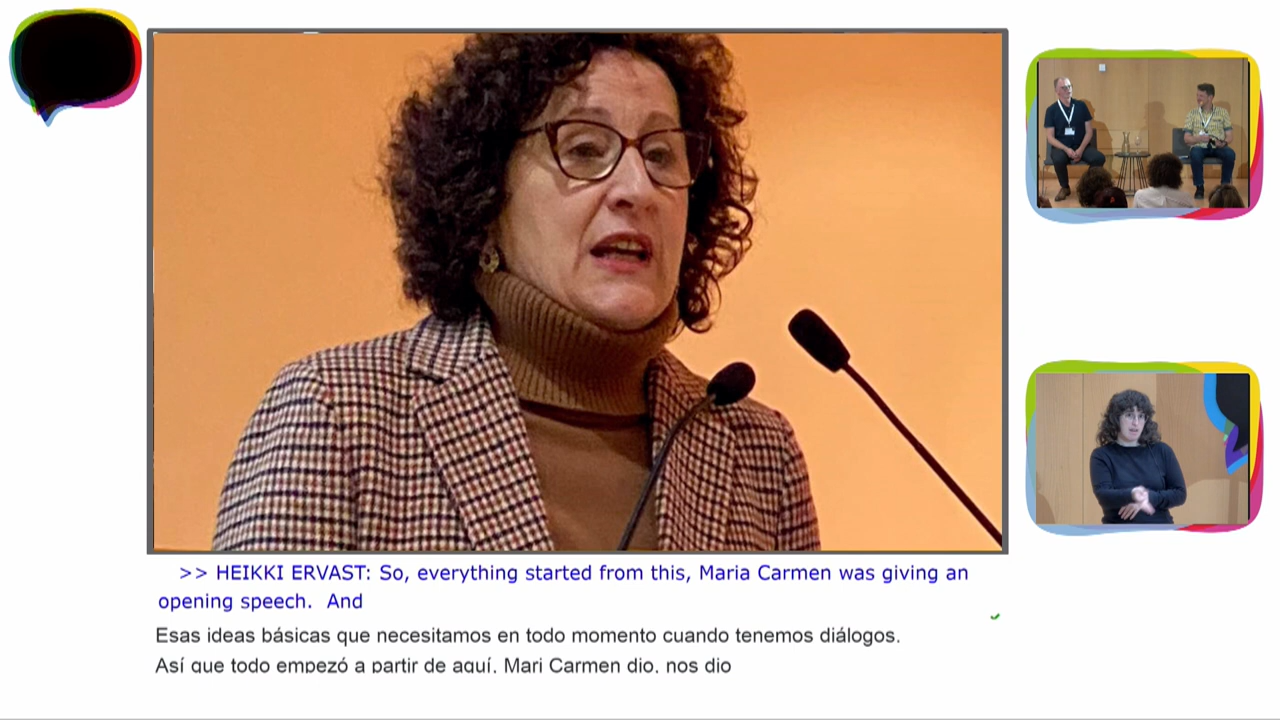 >> HEIKKI ERVAST: So, everything started from this, Maria Carmen was giving an
opening speech. And
Esas ideas básicas que necesitamos en todo momento cuando tenemos diálogos.
Así que todo empezó a partir de aquí. Mari Carmen dio, nos dio